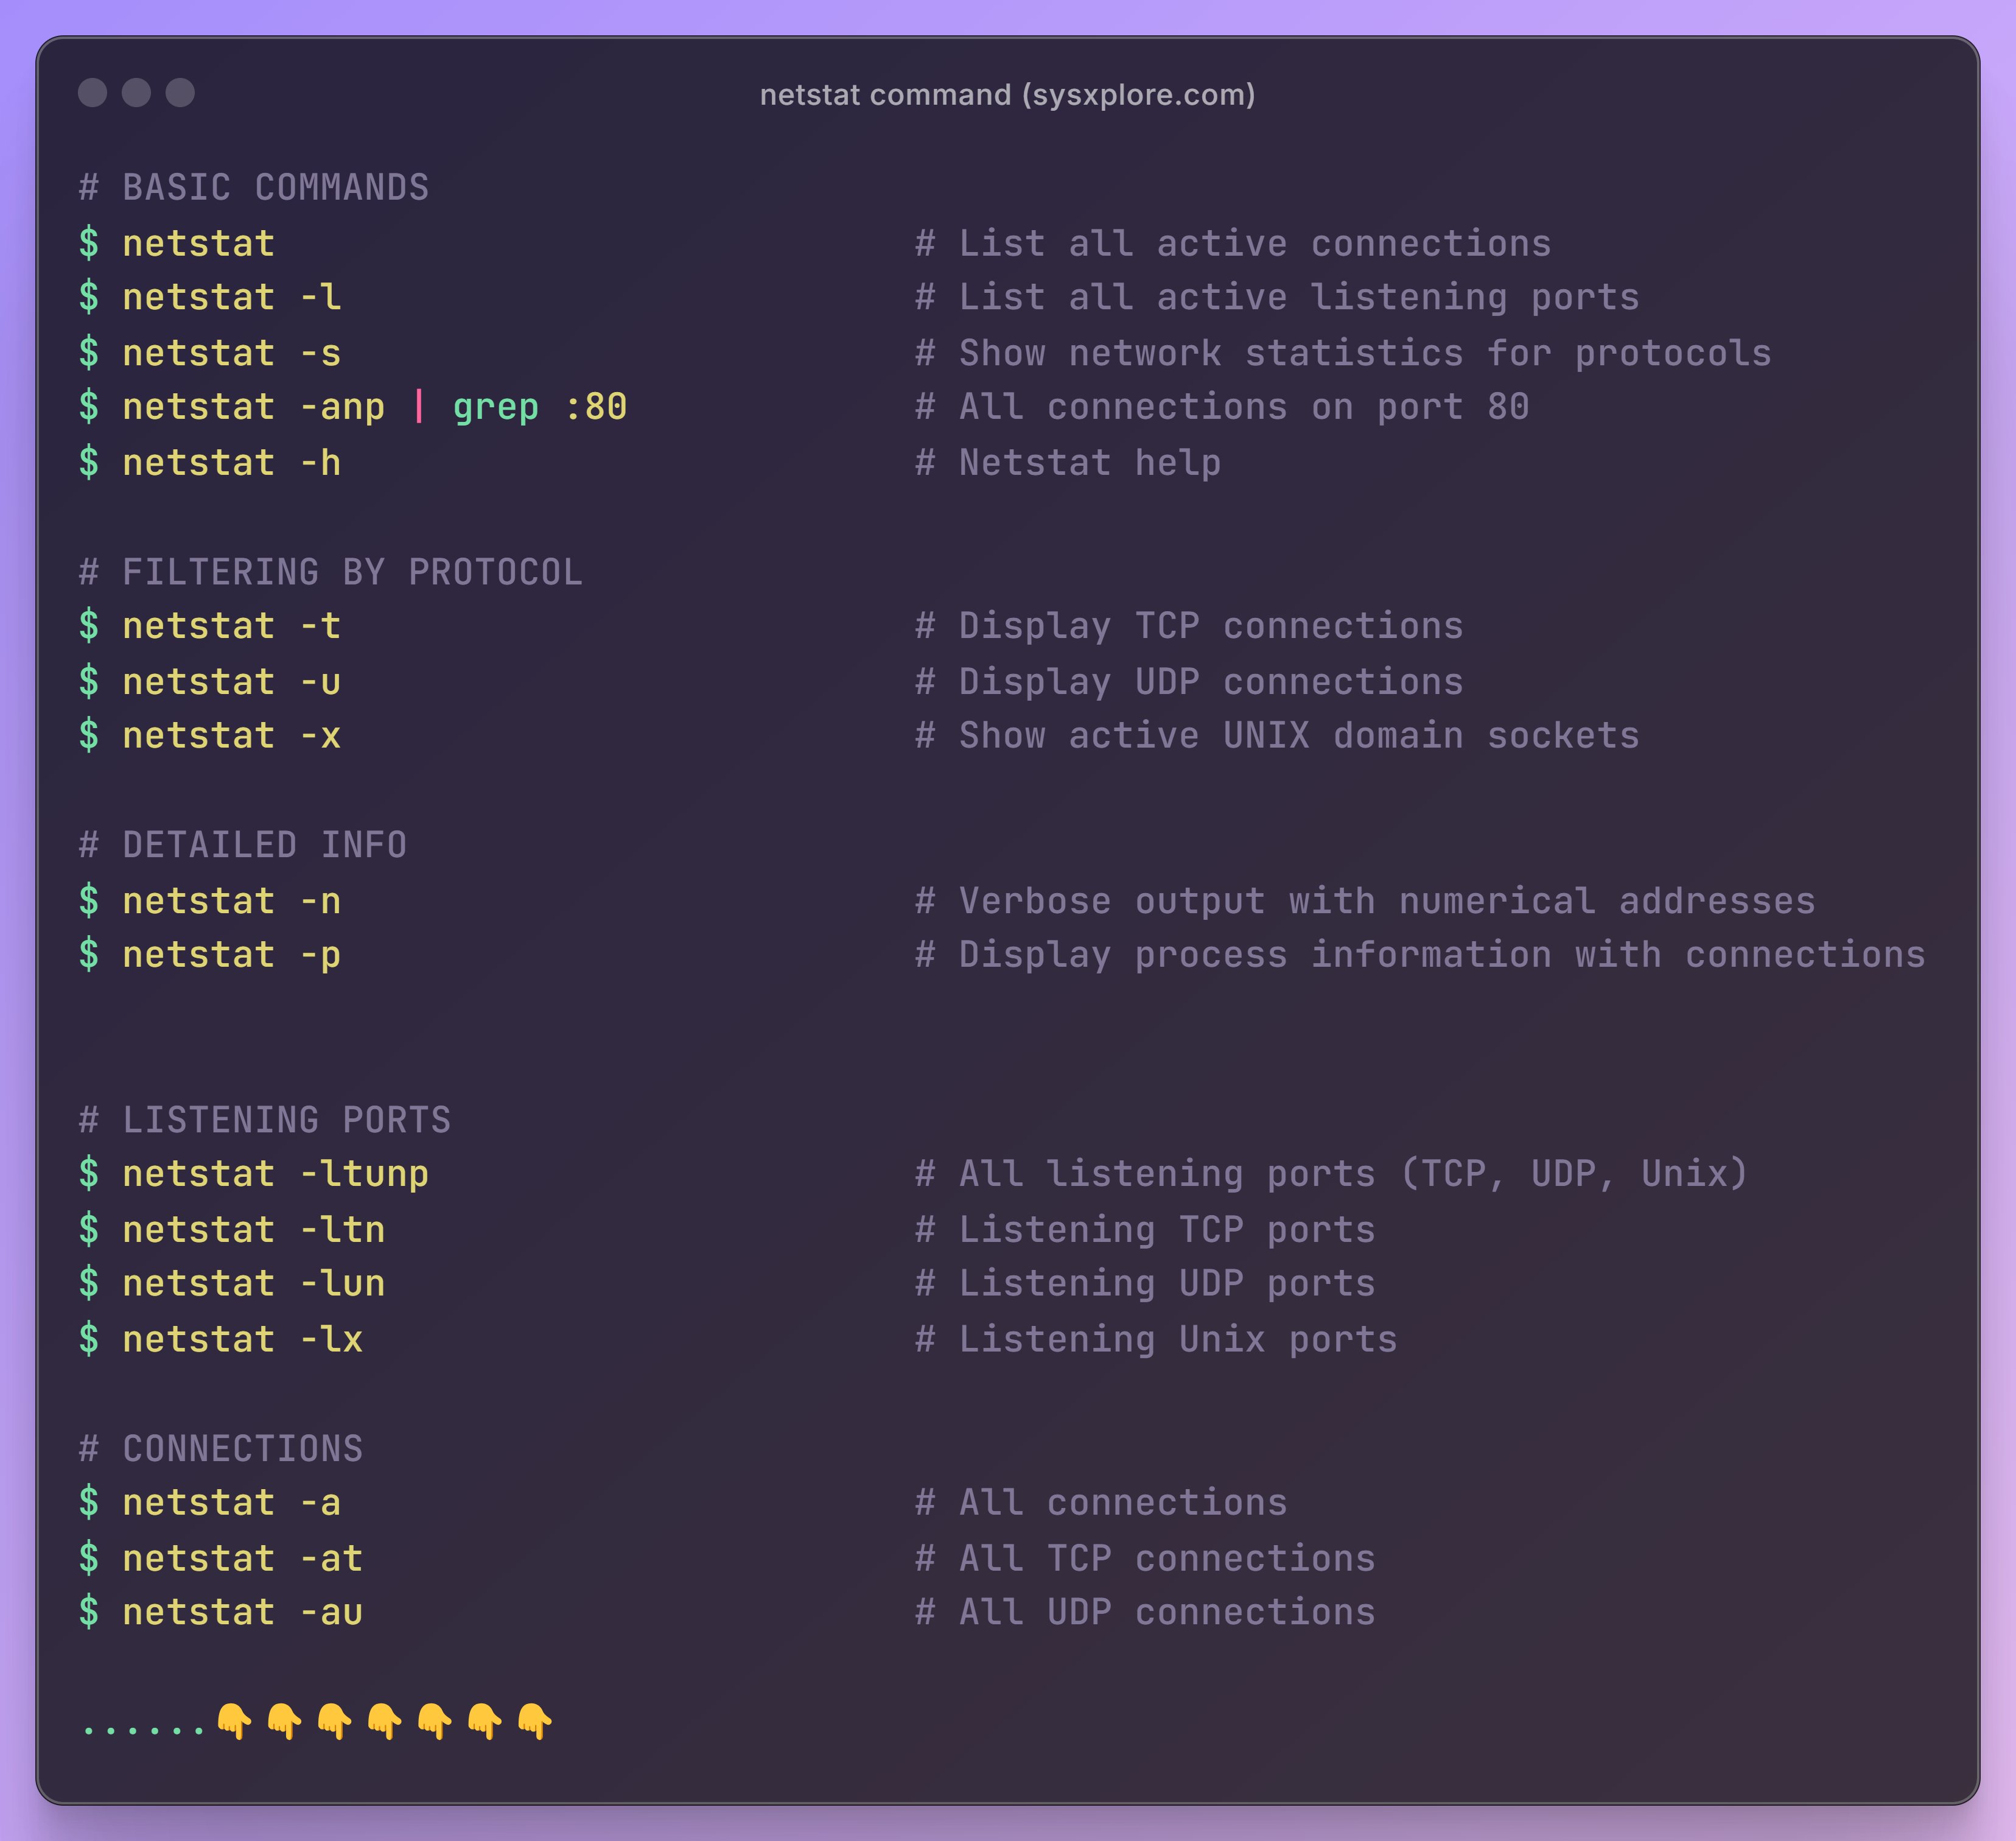 netstat command (sysxplore.com)
# BASIC COMMANDS
$ netstat # List all active connections
$ netstat -l # List all active listening ports
$ netstat -s # Show network statistics for protocols
$ netstat -anp | grep :80 # All connections on port 80
$ netstat -h # Netstat help
# FILTERING BY PROTOCOL
$ netstat -t # Display TCP connections
$ netstat -u # Display UDP connections
$ netstat -x # Show active UNIX domain sockets
# DETAILED INFO
$ netstat -n # Verbose output with numerical addresses
$ netstat -p # Display process information with connections
# LISTENING PORTS
$ netstat -ltunp # All listening ports (TCP, UDP, Unix)
$ netstat -ltn # Listening TCP ports
$ netstat -lun # Listening UDP ports
$ netstat -lx # Listening Unix ports
# CONNECTIONS
$ netstat -a # All connections
$ netstat -at # All TCP connections
$ netstat -au # All UDP connections
......👇👇👇👇👇👇👇